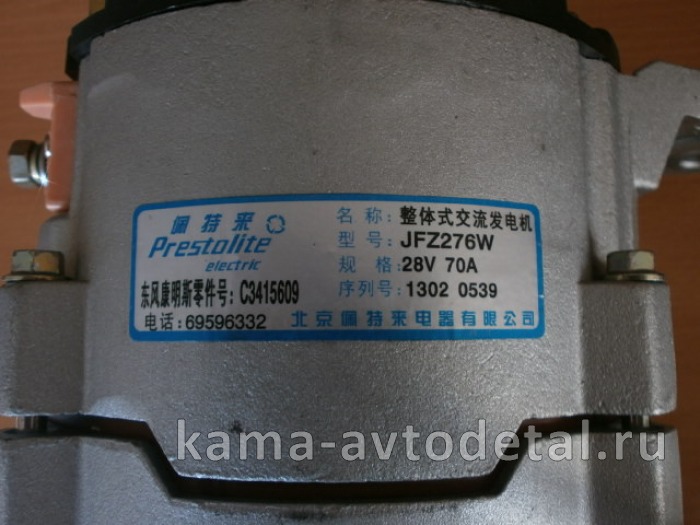 佩特来
Prestolite
electric
名 称: 整体式交流发电机
型 号: JFZ276W
规 格: 28V 70A
序列号: 1302 0539
东风康明斯零件号: C3415609
电话: 69596332
北京佩特来电器有限公司
kama-avtodetal.ru